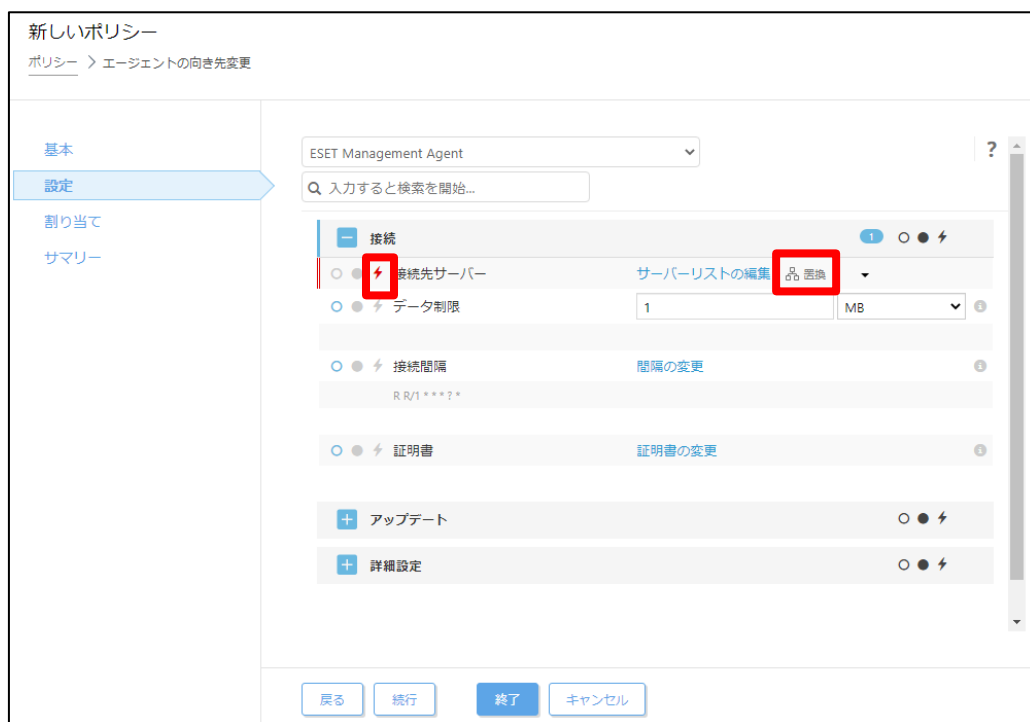 新しいポリシー
ポリシー > エージェントの向き先変更
基本
設定
割り当て
サマリー
ESET Management Agent
?
入力すると検索を開始...
接続 1
接続先サーバー サーバーリストの編集 置換
データ制限 1 MB
接続間隔 間隔の変更
R R/1 * * * ? *
証明書 証明書の変更
アップデート
詳細設定
戻る 続行 終了 キャンセル